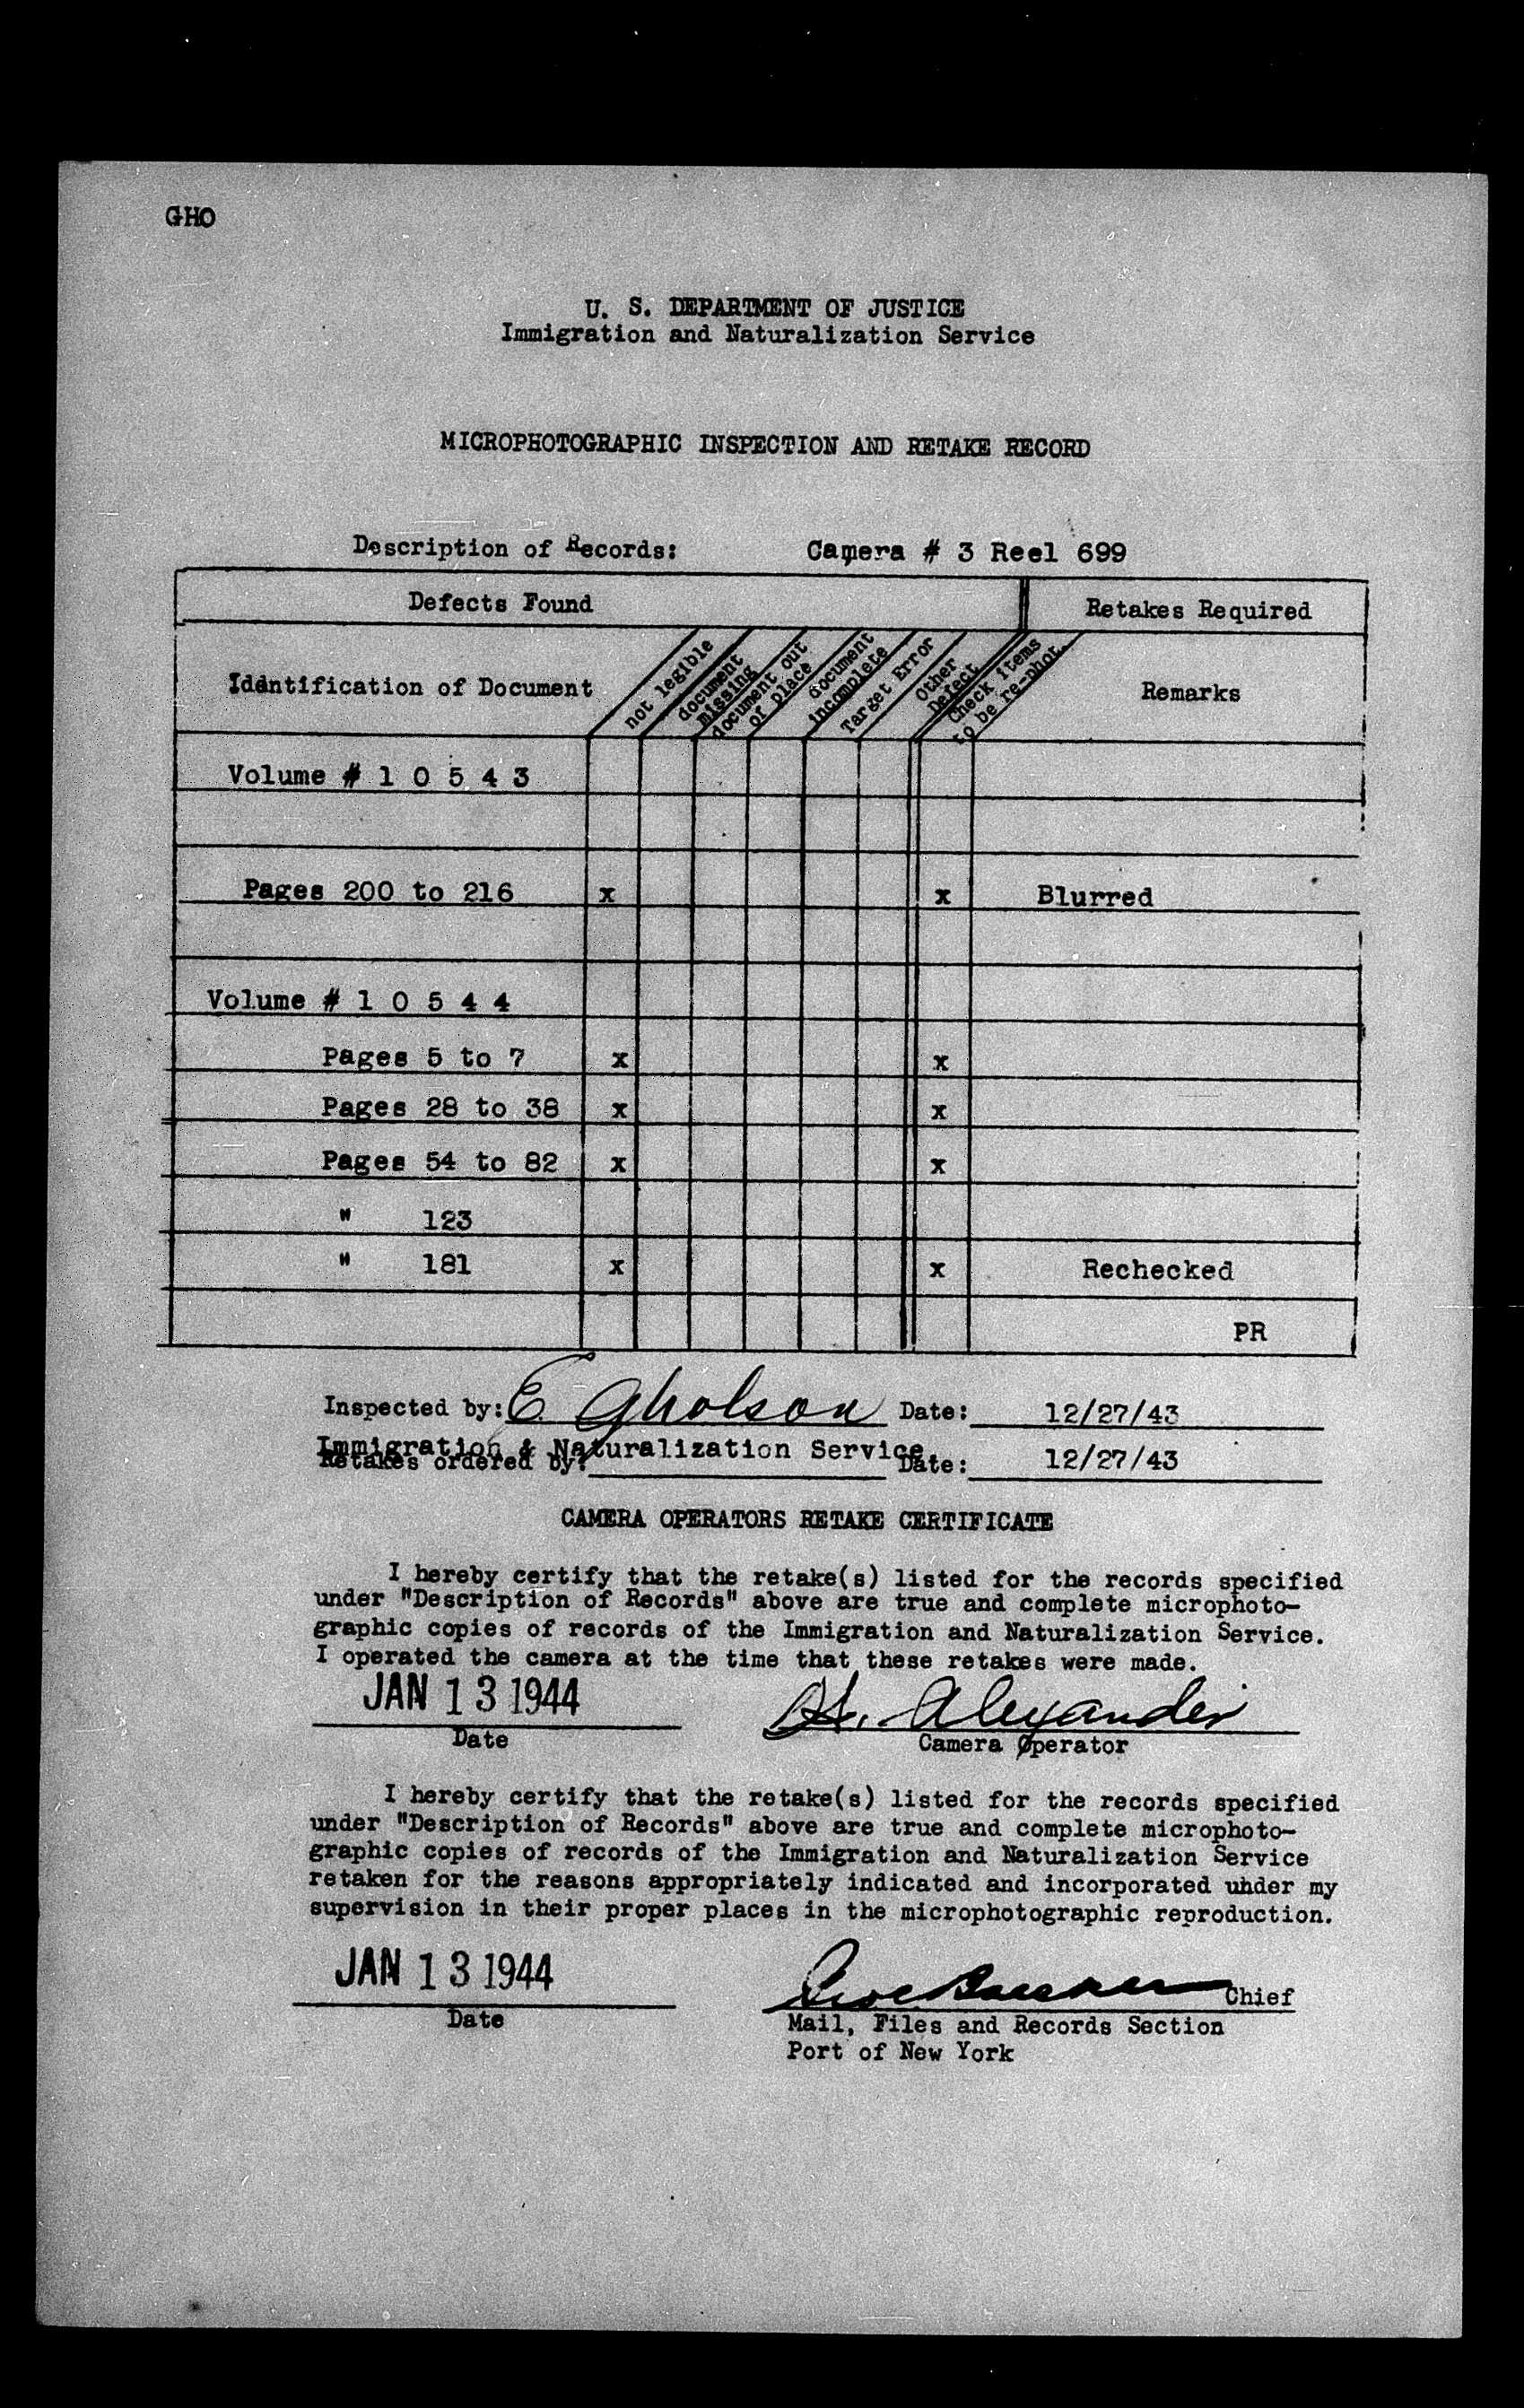 GHO
U. S. DEPARTMENT OF JUSTICE
Immigration and Naturalization Service
MICROPHOTOGRAPHIC INSPECTION AND RETAKE RECORD
Description of Records: Camera # 3 Reel 699
Defects Found Retakes Required
Identification of Document not legible document missing document out of place document incomplete Target Error Other Defect Check items to be re-phot. Remarks
Volume # 1 0 5 4 3
Pages 200 to 216 x x Blurred
Volume # 1 0 5 4 4
Pages 5 to 7 x x
Pages 28 to 38 x x
Pages 54 to 82 x x
" 123
" 181 x x Rechecked
PR
Inspected by: E. Gholson Date: 12/27/43
Immigration & Naturalization Service
Retakes ordered by: Date: 12/27/43
CAMERA OPERATORS RETAKE CERTIFICATE
I hereby certify that the retake(s) listed for the records specified
under "Description of Records" above are true and complete microphoto-
graphic copies of records of the Immigration and Naturalization Service.
I operated the camera at the time that these retakes were made.
JAN 13 1944 H. Alexander
Date Camera Operator
I hereby certify that the retake(s) listed for the records specified
under "Description of Records" above are true and complete microphoto-
graphic copies of records of the Immigration and Naturalization Service
retaken for the reasons appropriately indicated and incorporated under my
supervision in their proper places in the microphotographic reproduction.
JAN 13 1944 Chief
Date Mail, Files and Records Section
Port of New York